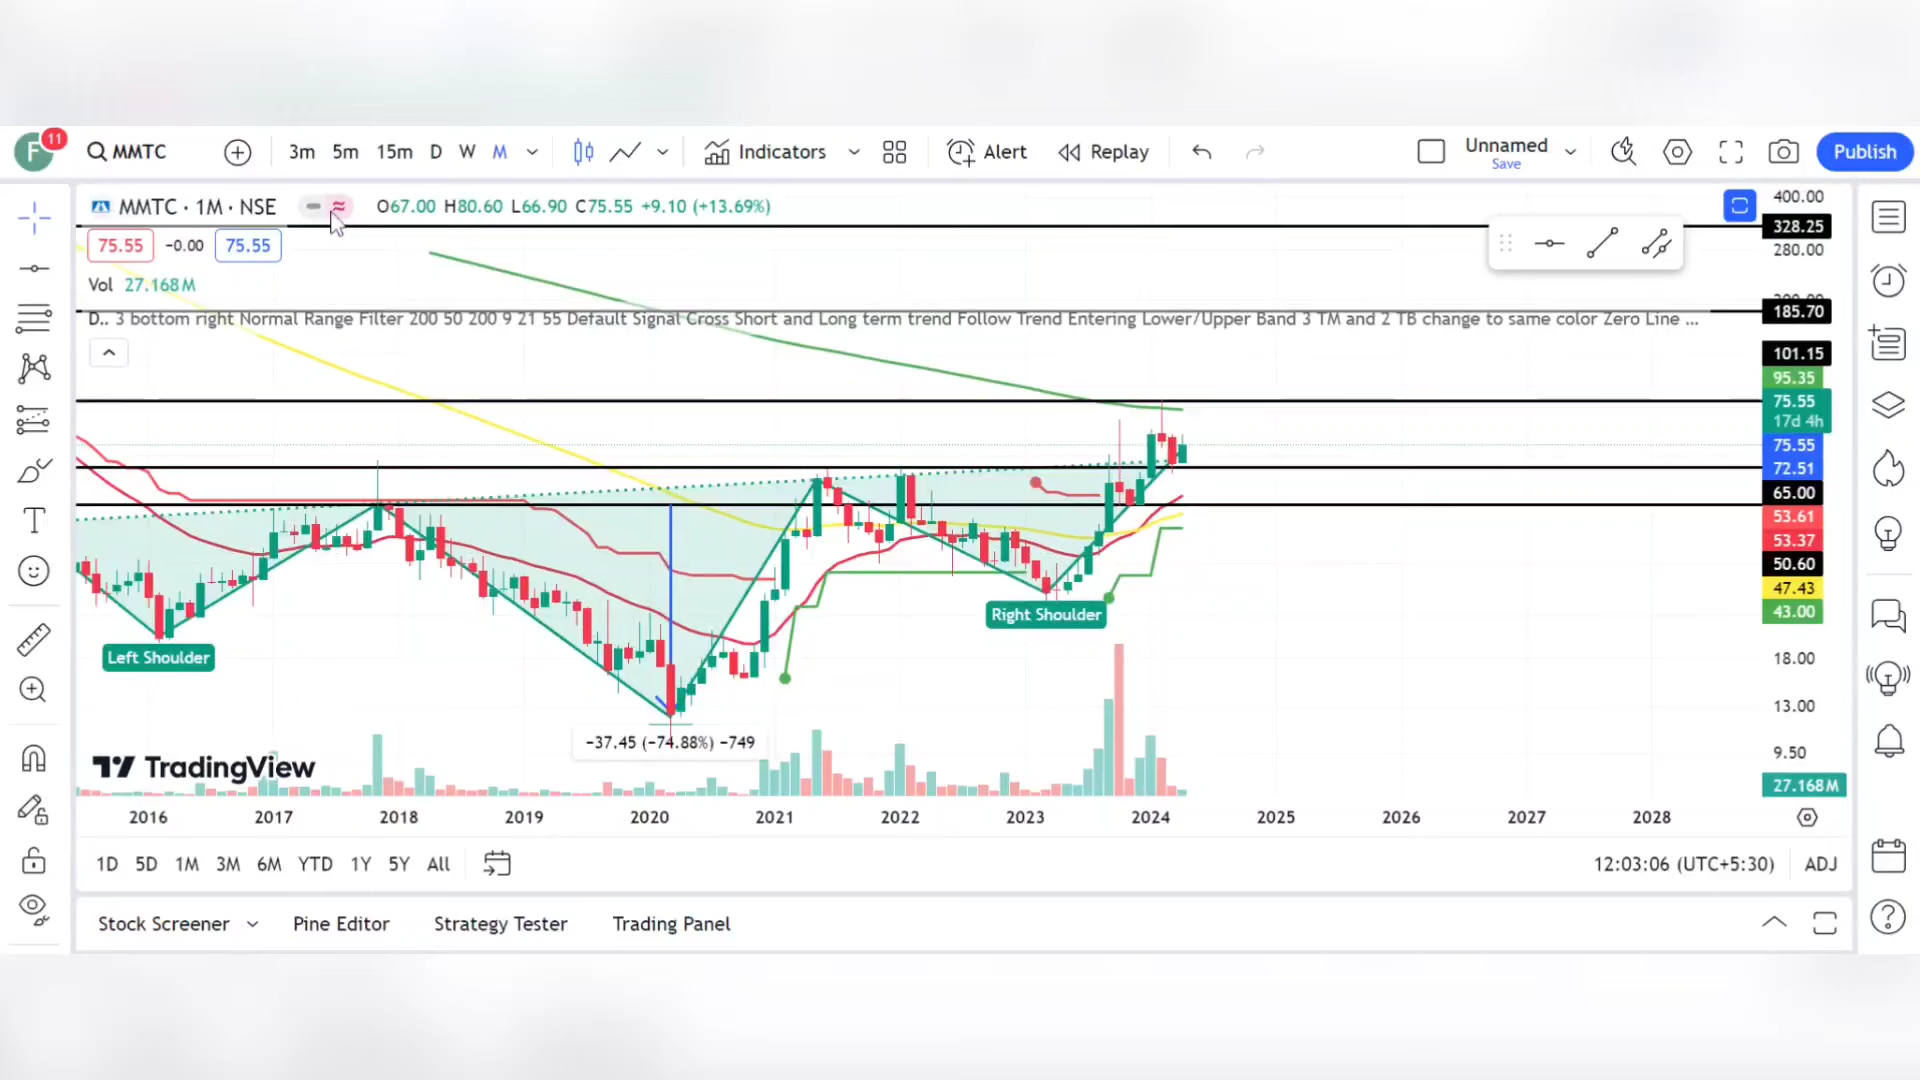 F 11 MMTC 3m 5m 15m D W M Indicators Alert Replay Unnamed Save Publish
MMTC · 1M · NSE O67.00 H80.60 L66.90 C75.55 +9.10 (+13.69%)
75.55 −0.00 75.55
Vol 27.168M
D.. 3 bottom right Normal Range Filter 200 50 200 9 21 55 Default Signal Cross Short and Long term trend Follow Trend Entering Lower/Upper Band 3 TM and 2 TB change to same color Zero Line ...
400.00
328.25
280.00
185.70
101.15
95.35
75.55
17d 4h
75.55
72.51
65.00
53.61
53.37
50.60
47.43
43.00
18.00
13.00
9.50
27.168M
Left Shoulder
Right Shoulder
−37.45 (−74.88%) −749
TradingView
2016 2017 2018 2019 2020 2021 2022 2023 2024 2025 2026 2027 2028
1D 5D 1M 3M 6M YTD 1Y 5Y All 12:03:06 (UTC+5:30) ADJ
Stock Screener Pine Editor Strategy Tester Trading Panel